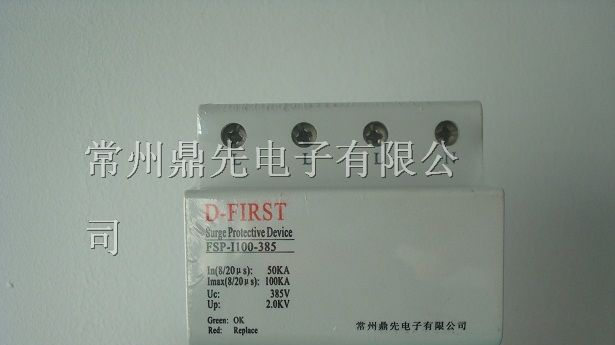 常州鼎先电子有限公
司
D-FIRST
Surge Protective Device
FSP-I100-385
In(8/20μs): 50KA
Imax(8/20μs): 100KA
Uc: 385V
Up: 2.0KV
Green: OK
Red: Replace
常州鼎先电子有限公司